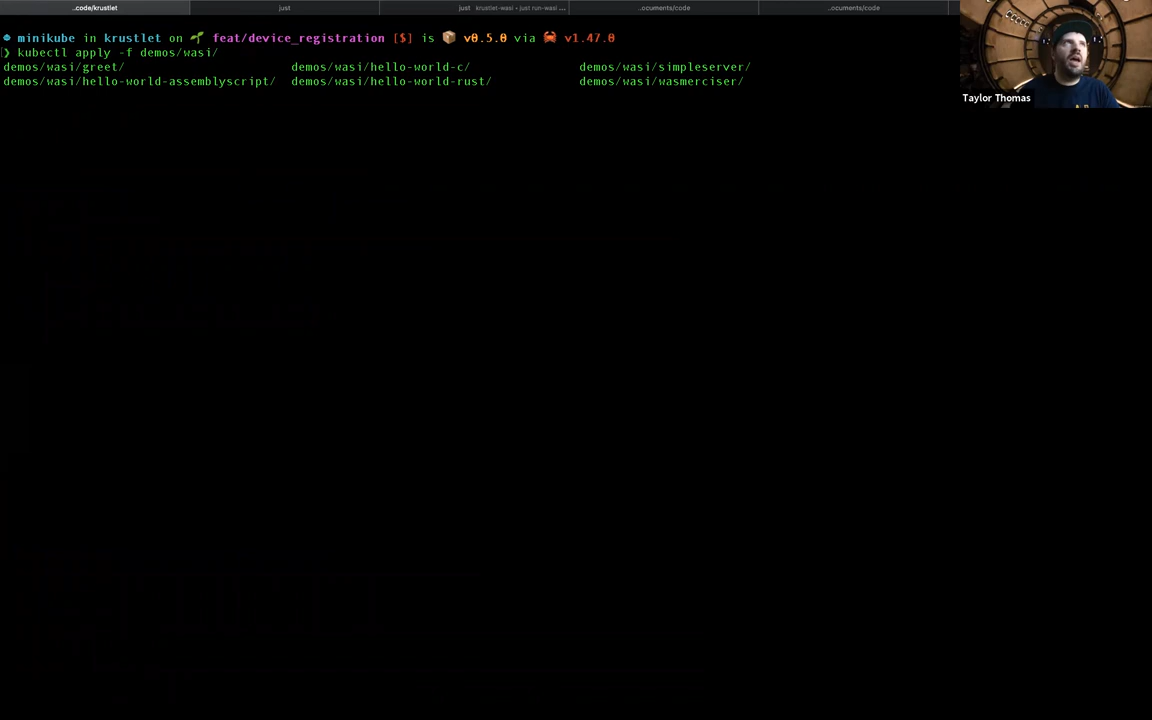 ..code/krustlet
just
just krustlet-wasi • just run-wasi ...
..ocuments/code
..ocuments/code
minikube in krustlet on feat/device_registration [$] is v0.5.0 via v1.47.0
❯ kubectl apply -f demos/wasi/
demos/wasi/greet/ demos/wasi/hello-world-c/ demos/wasi/simpleserver/
demos/wasi/hello-world-assemblyscript/ demos/wasi/hello-world-rust/ demos/wasi/wasmerciser/
Taylor Thomas